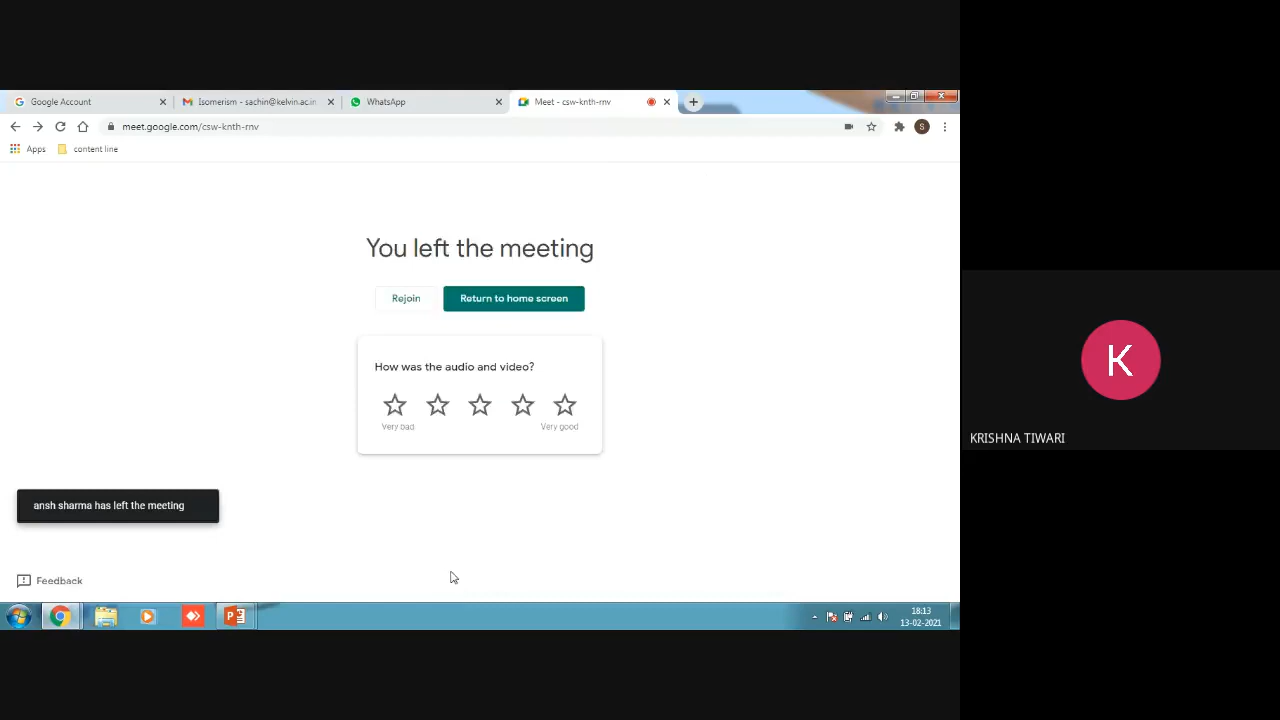 Google Account
Isomerism - sachin@kelvin.ac.in
WhatsApp
Meet - csw-knth-rnv
meet.google.com/csw-knth-rnv
S
Apps
content line
You left the meeting
Rejoin
Return to home screen
How was the audio and video?
Very bad
Very good
K
KRISHNA TIWARI
ansh sharma has left the meeting
Feedback
18:13
13-02-2021